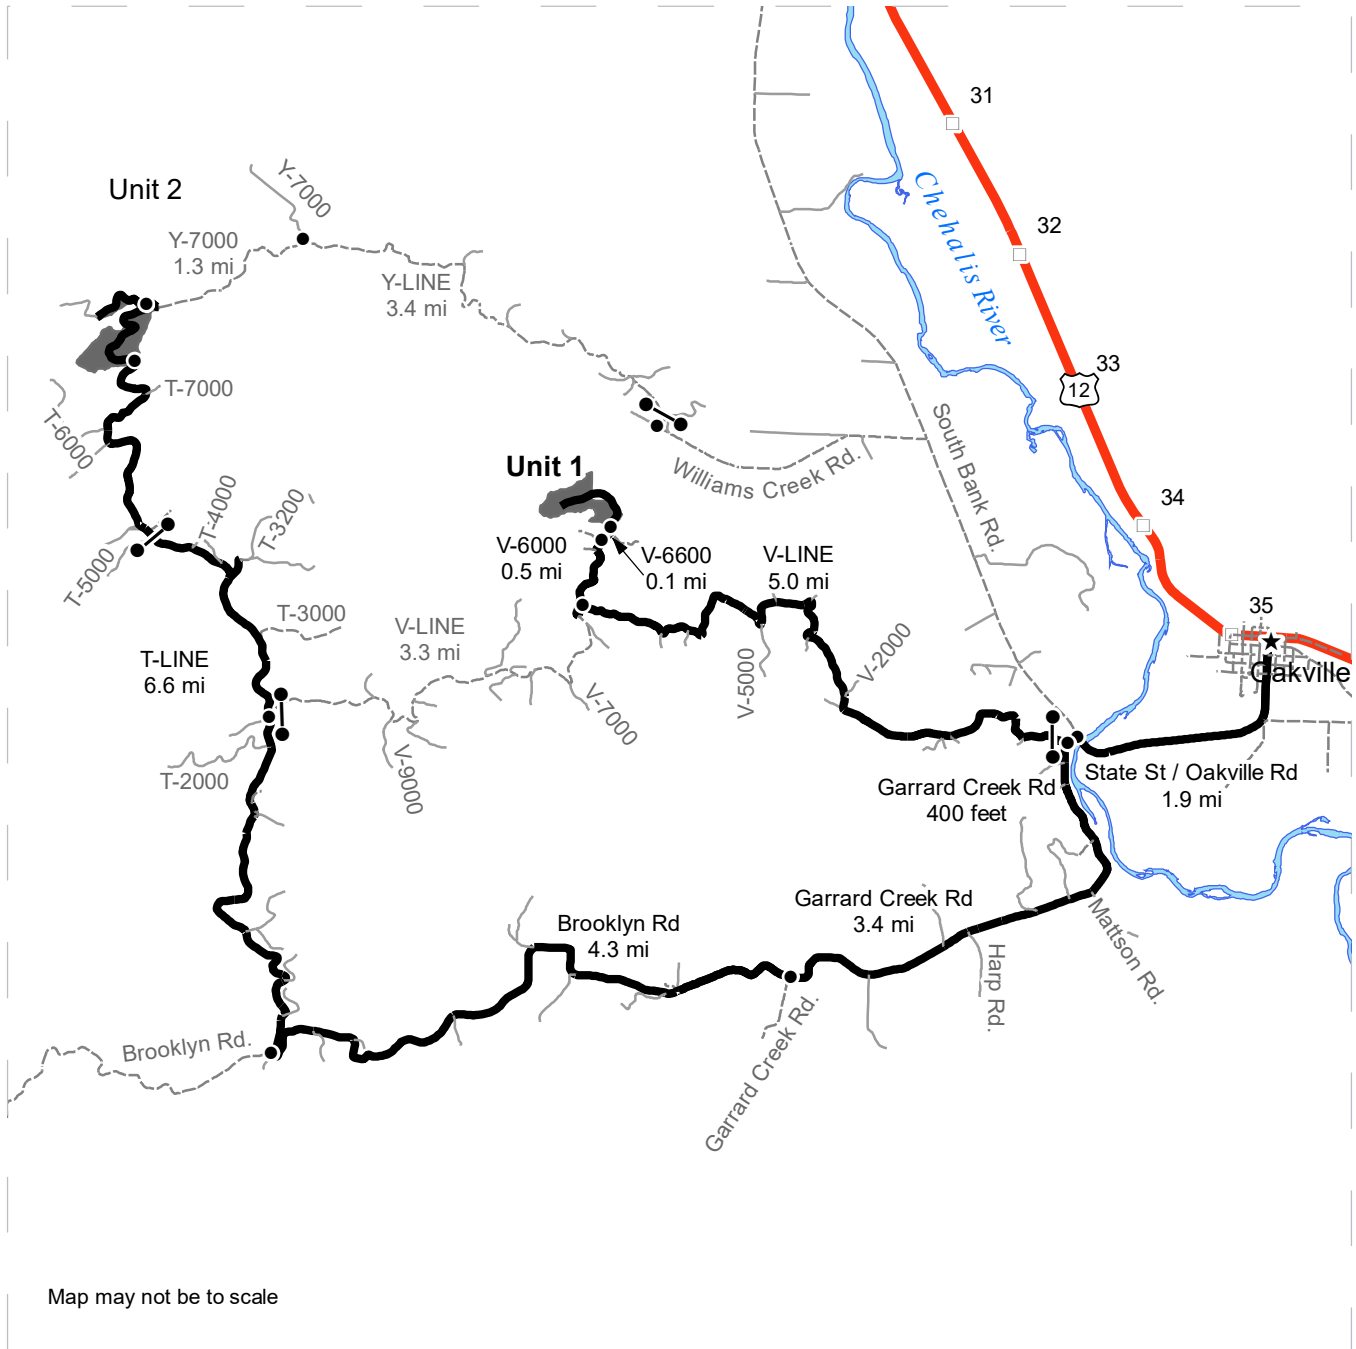 31
Chehalis River
Y-7000
Unit 2
32
Y-7000
1.3 mi
Y-LINE
3.4 mi
33
12
T-7000
T-6000
South Bank Rd.
Williams Creek Rd.
Unit 1
34
T-4000
T-3200
T-5000
V-6000
0.5 mi
V-6600
0.1 mi
V-LINE
5.0 mi
35
T-3000
V-LINE
3.3 mi
V-2000
T-LINE
6.6 mi
Oakville
V-5000
V-7000
T-2000
V-9000
State St / Oakville Rd
1.9 mi
Garrard Creek Rd
400 feet
Garrard Creek Rd
3.4 mi
Brooklyn Rd
4.3 mi
Mattson Rd.
Harp Rd.
Garrard Creek Rd.
Brooklyn Rd.
Map may not be to scale